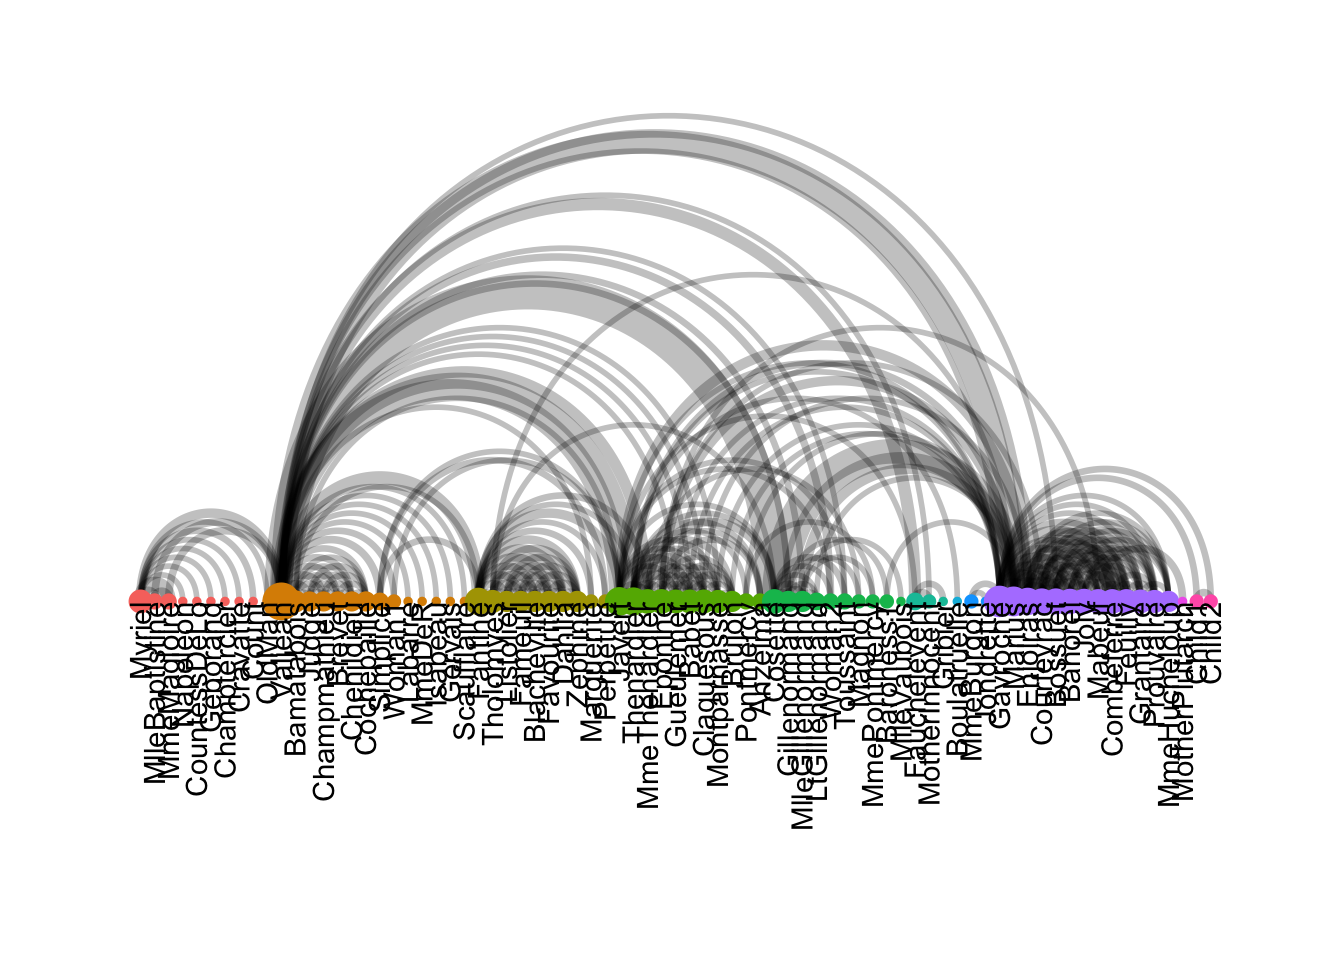 Myriel
MlleBaptistine
MmeMagloire
Napoleon
CountessDeLo
Geborand
Champtercier
Cravatte
Count
OldMan
Valjean
Bamatabois
Judge
Champmathieu
Brevet
Chenildieu
Cochepaille
Simplice
Woman1
Labarre
MmeDeR
Isabeau
Gervais
Scaufflaire
Fantine
Tholomyes
Listolier
Fameuil
Blacheville
Favourite
Dahlia
Zephine
Marguerite
Perpetue
Javert
Thenardier
MmeThenardier
Eponine
Gueulemer
Babet
Claquesous
Montparnasse
Brujon
Pontmercy
Anzelma
Cosette
Gillenormand
MlleGillenormand
LtGillenormand
Woman2
Toussaint
Magnon
MmePontmercy
BaronessT
MlleVaubois
Fauchelevent
MotherInnocent
Gribier
Boulatruelle
MmeBurgon
Jondrette
Gavroche
Marius
Enjolras
Courfeyrac
Bossuet
Bahorel
Joly
Mabeuf
Combeferre
Feuilly
Grantaire
Prouvaire
MmeHucheloup
MotherPlutarch
Child1
Child2